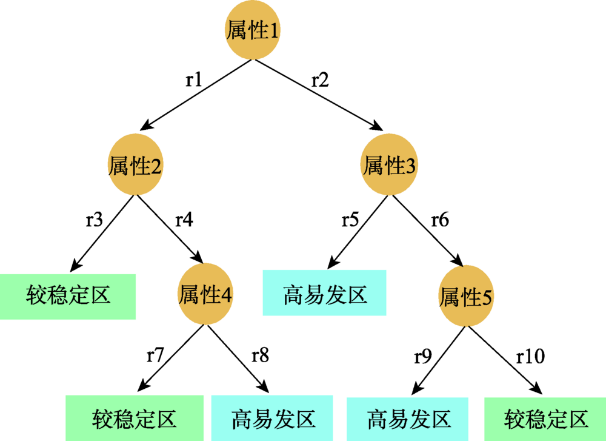 属性1
r1
r2
属性2
属性3
r3
r4
r5
r6
较稳定区
属性4
高易发区
属性5
r7
r8
r9
r10
较稳定区
高易发区
高易发区
较稳定区